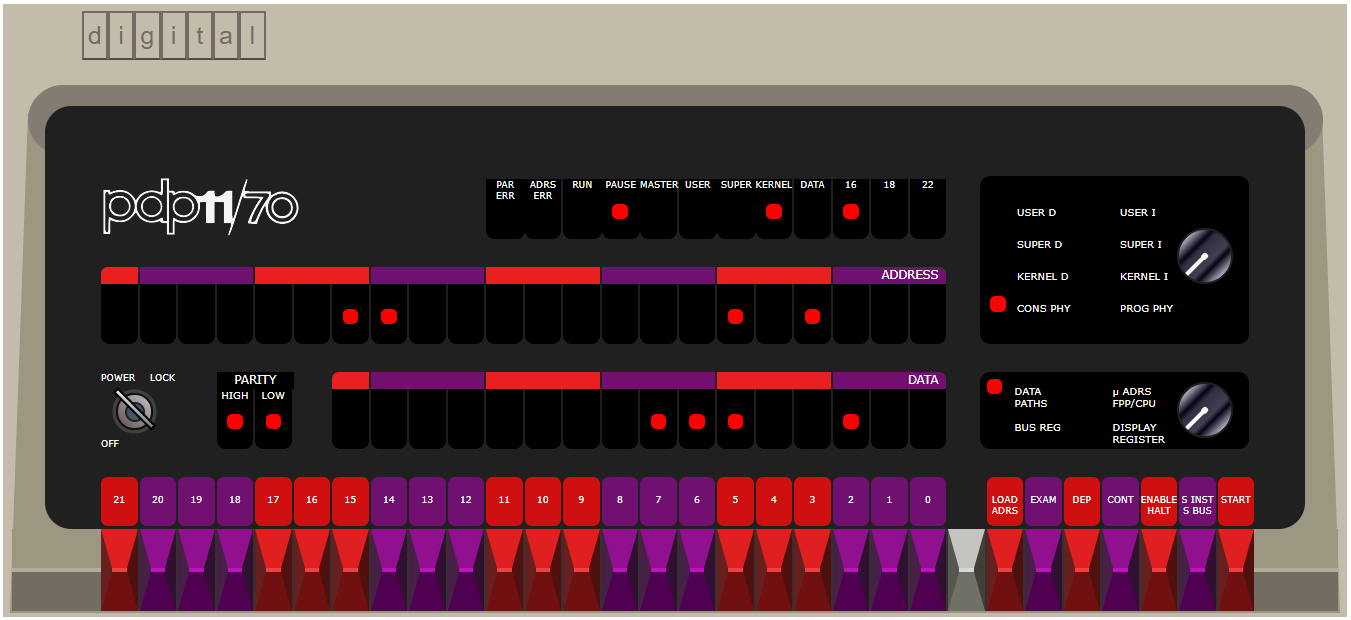 digital
pdp11/70
PAR ERR ADRS ERR RUN PAUSE MASTER USER SUPER KERNEL DATA 16 18 22
USER D USER I
SUPER D SUPER I
KERNEL D KERNEL I
CONS PHY PROG PHY
ADDRESS
POWER LOCK
OFF
PARITY
HIGH LOW
DATA
DATA PATHS µ ADRS FPP/CPU
BUS REG DISPLAY REGISTER
21 20 19 18 17 16 15 14 13 12 11 10 9 8 7 6 5 4 3 2 1 0
LOAD ADRS EXAM DEP CONT ENABLE HALT S INST S BUS START